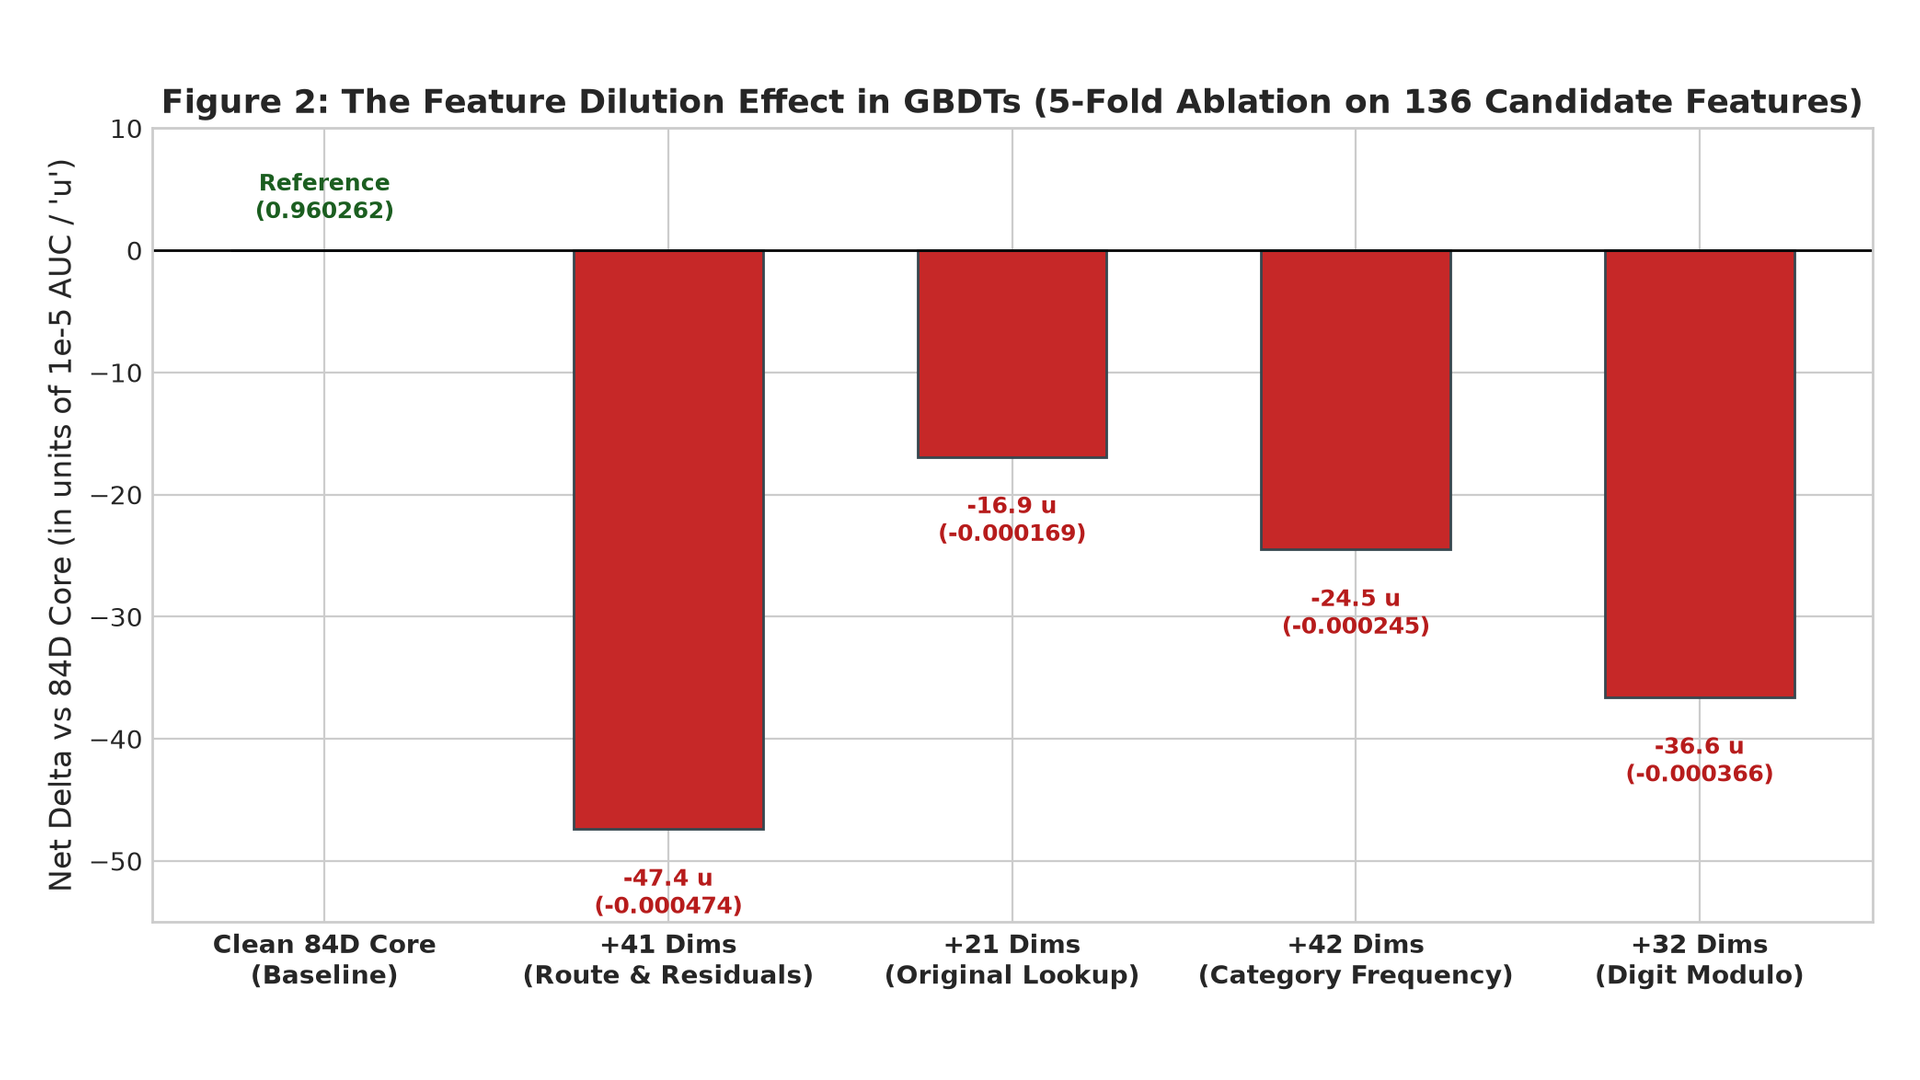 Figure 2: The Feature Dilution Effect in GBDTs (5-Fold Ablation on 136 Candidate Features)
Net Delta vs 84D Core (in units of 1e-5 AUC / 'u')
10
0
−10
−20
−30
−40
−50
Reference
(0.960262)
-47.4 u
(-0.000474)
-16.9 u
(-0.000169)
-24.5 u
(-0.000245)
-36.6 u
(-0.000366)
Clean 84D Core
(Baseline)
+41 Dims
(Route & Residuals)
+21 Dims
(Original Lookup)
+42 Dims
(Category Frequency)
+32 Dims
(Digit Modulo)